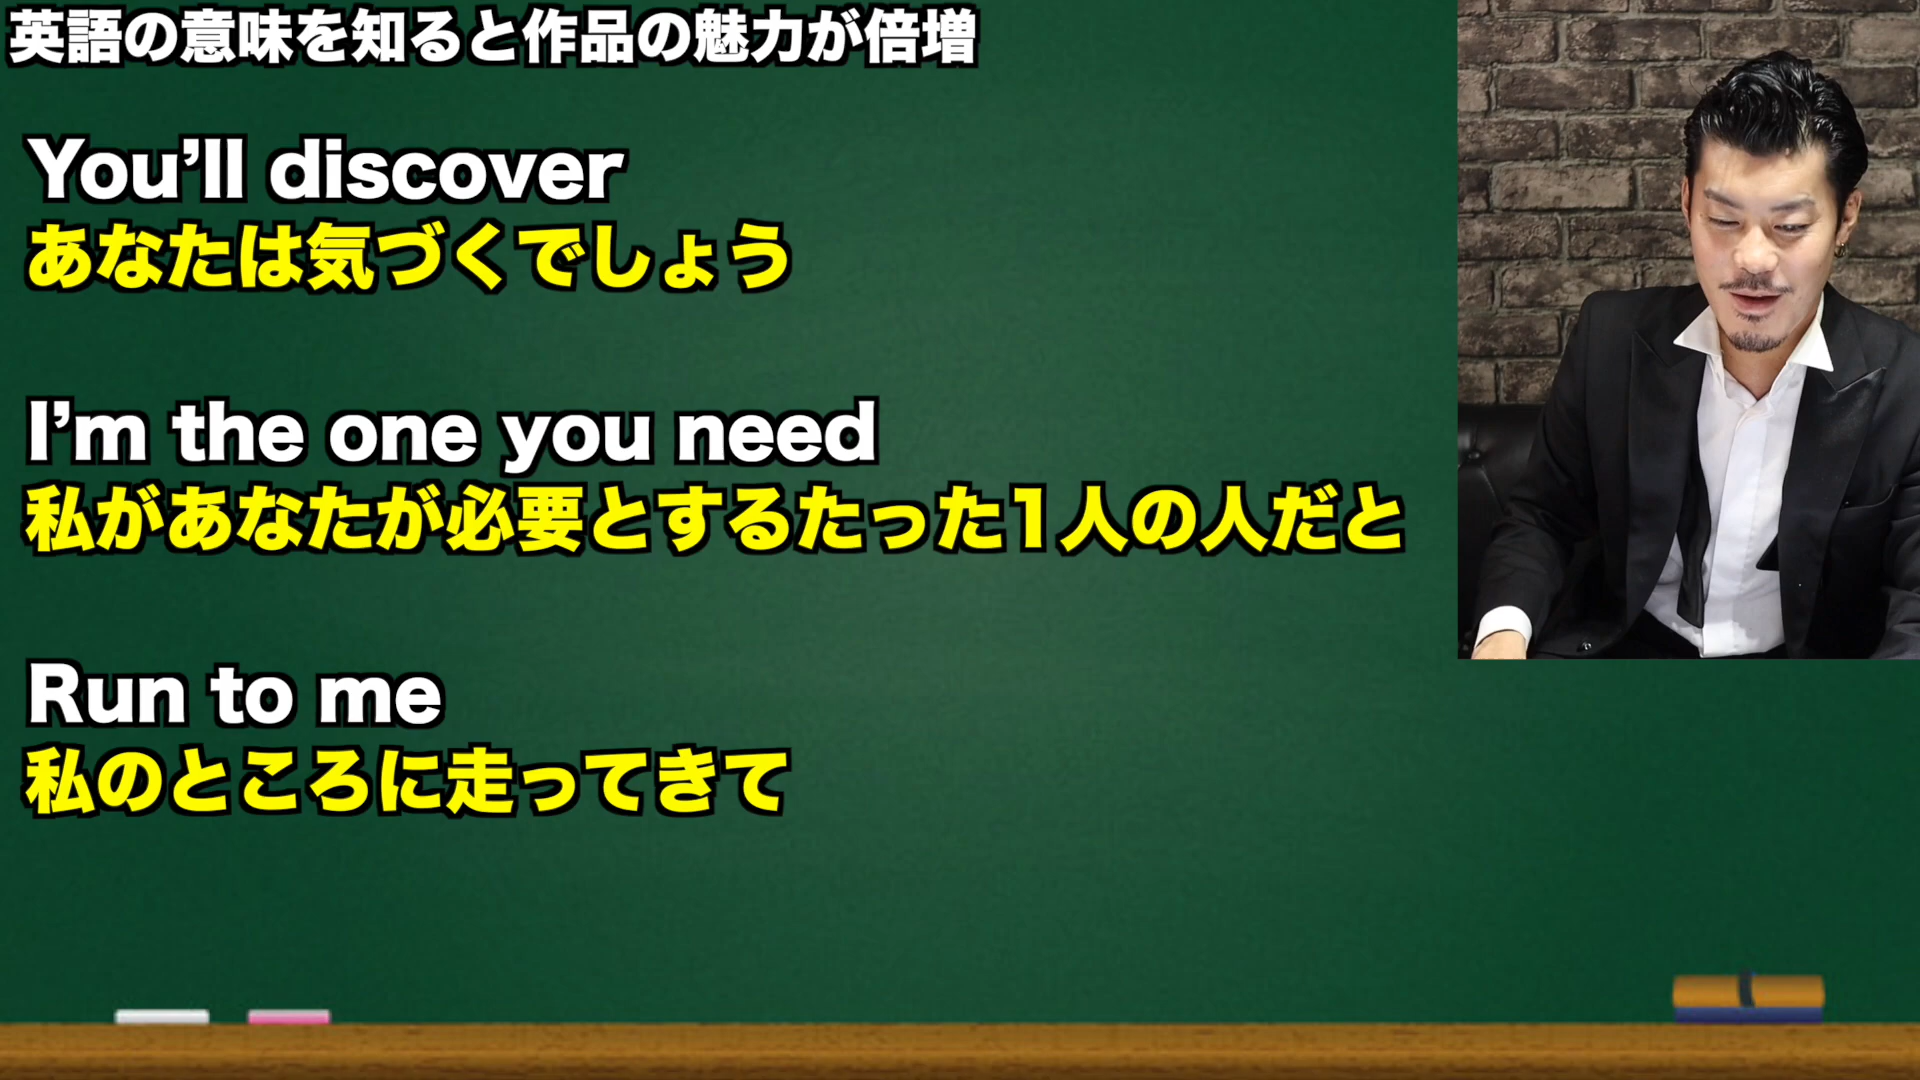 英語の意味を知ると作品の魅力が倍増
You’ll discover
あなたは気づくでしょう
I’m the one you need
私があなたが必要とするたった1人の人だと
Run to me
私のところに走ってきて